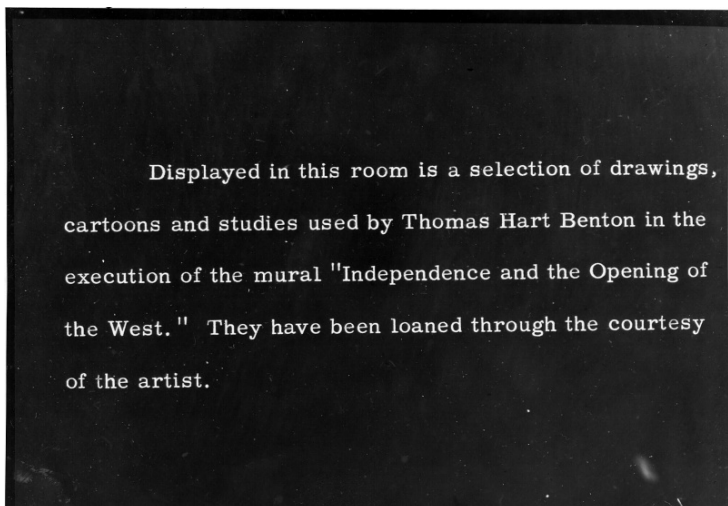 Displayed in this room is a selection of drawings,
cartoons and studies used by Thomas Hart Benton in the
execution of the mural "Independence and the Opening of
the West." They have been loaned through the courtesy
of the artist.